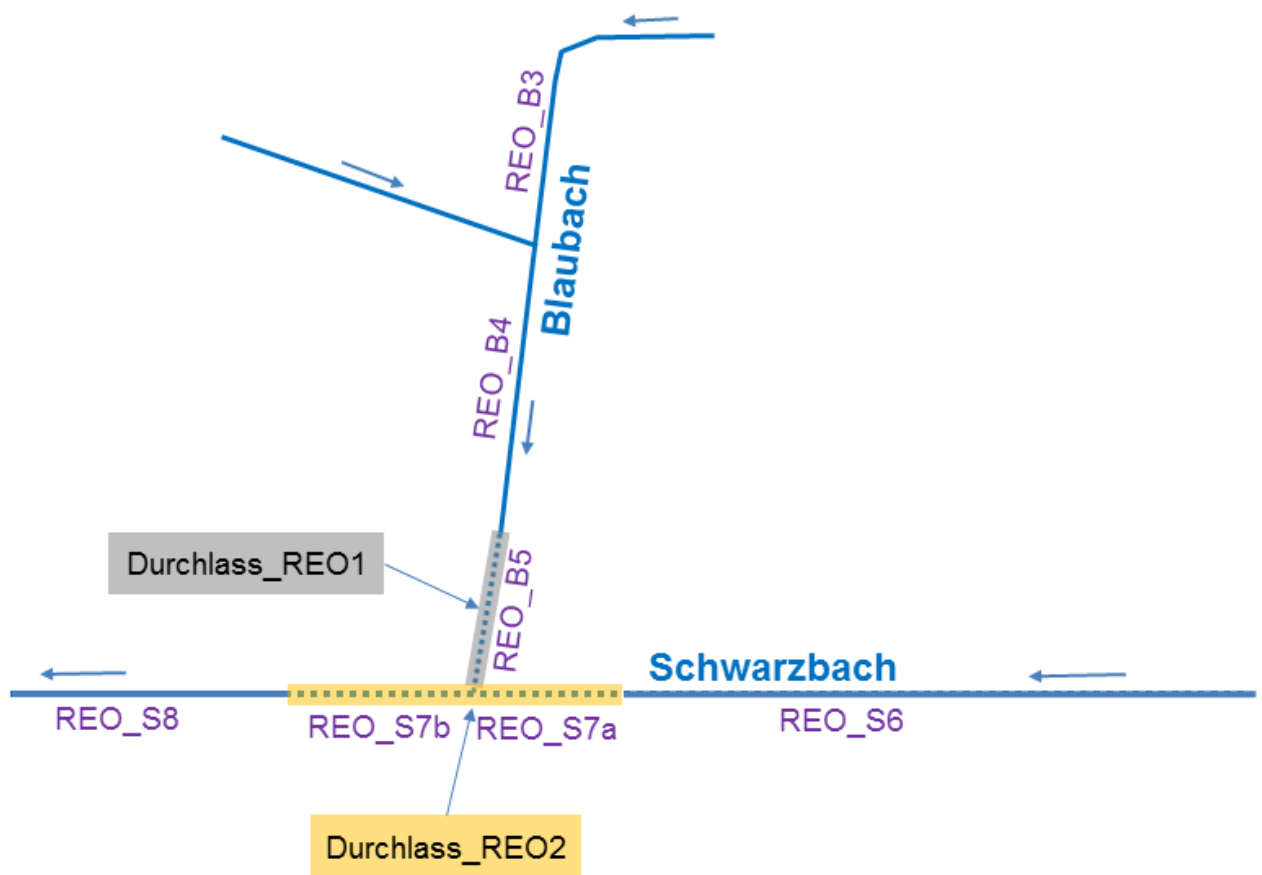 REO_B3
Blaubach
REO_B4
Durchlass_REO1
REO_B5
Schwarzbach
REO_S8
REO_S7b
REO_S7a
REO_S6
Durchlass_REO2